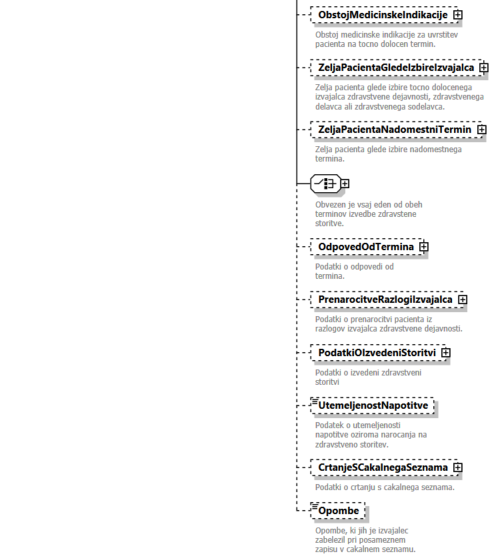 ObstojMedicinskeIndikacije
Obstoj medicinske indikacije za uvrstitev
pacienta na tocno dolocen termin.
ZeljaPacientaGledeIzbireIzvajalca
Zelja pacienta glede izbire tocno dolocenega
izvajalca zdravstvene dejavnosti, zdravstvenega
delavca ali zdravstvenega sodelavca.
ZeljaPacientaNadomestniTermin
Zelja pacienta glede izbire nadomestnega
termina.
Obvezen je vsaj eden od obeh
terminov izvedbe zdravstene
storitve.
OdpovedOdTermina
Podatki o odpovedi od
termina.
PrenarocitveRazlogiIzvajalca
Podatki o prenarocitvi pacienta iz
razlogov izvajalca zdravstvene dejavnosti.
PodatkiOIzvedeniStoritvi
Podatki o izvedeni zdravstveni
storitvi
UtemeljenostNapotitve
Podatek o utemeljenosti
napotitve oziroma narocanja na
zdravstveno storitev.
CrtanjeSCakalnegaSeznama
Podatki o crtanju s cakalnega seznama.
Opombe
Opombe, ki jih je izvajalec
zabelezil pri posameznem
zapisu v cakalnem seznamu.